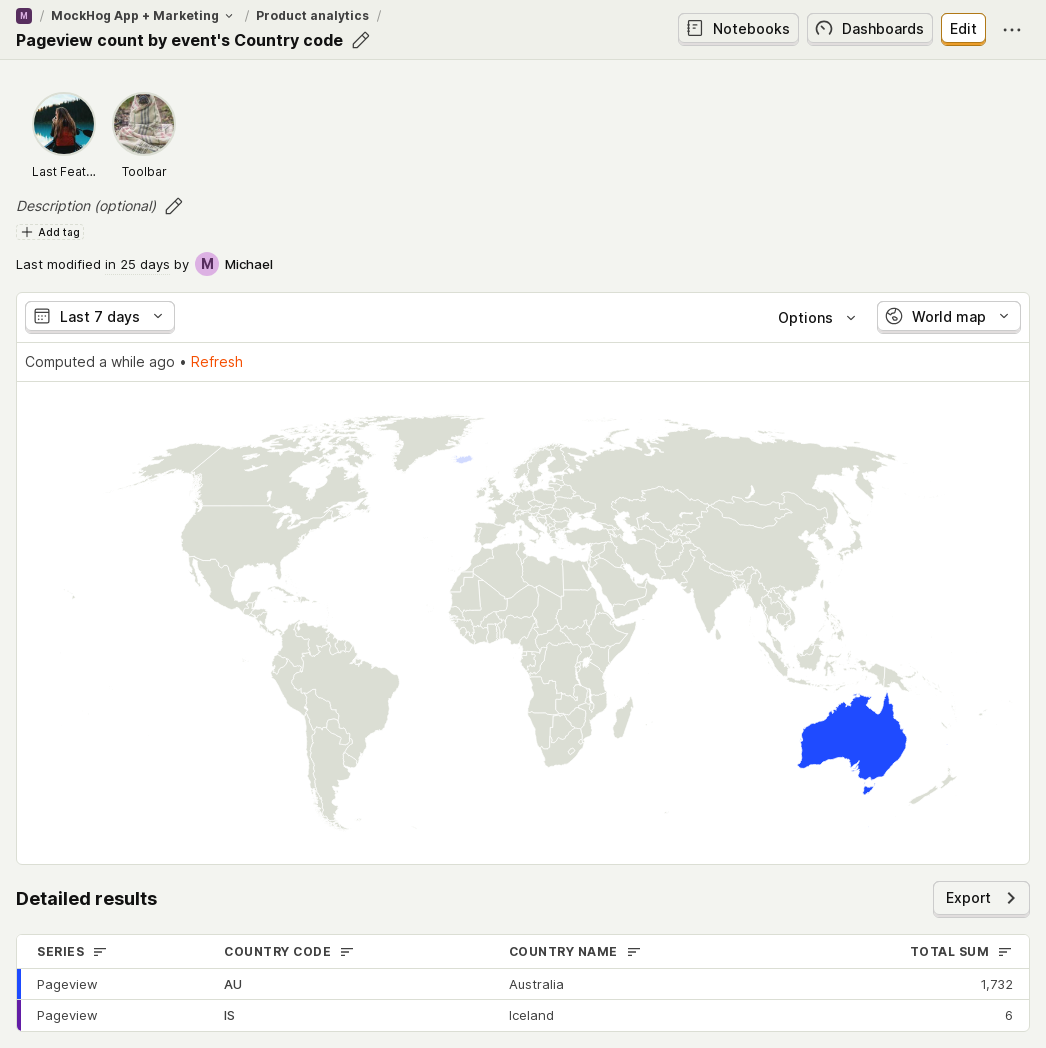 M / MockHog App + Marketing / Product analytics /
Pageview count by event's Country code
Notebooks Dashboards Edit
Last Feat... Toolbar
Description (optional)
Add tag
Last modified in 25 days by M Michael
Last 7 days Options World map
Computed a while ago • Refresh
Detailed results Export
SERIES COUNTRY CODE COUNTRY NAME TOTAL SUM
Pageview AU Australia 1,732
Pageview IS Iceland 6